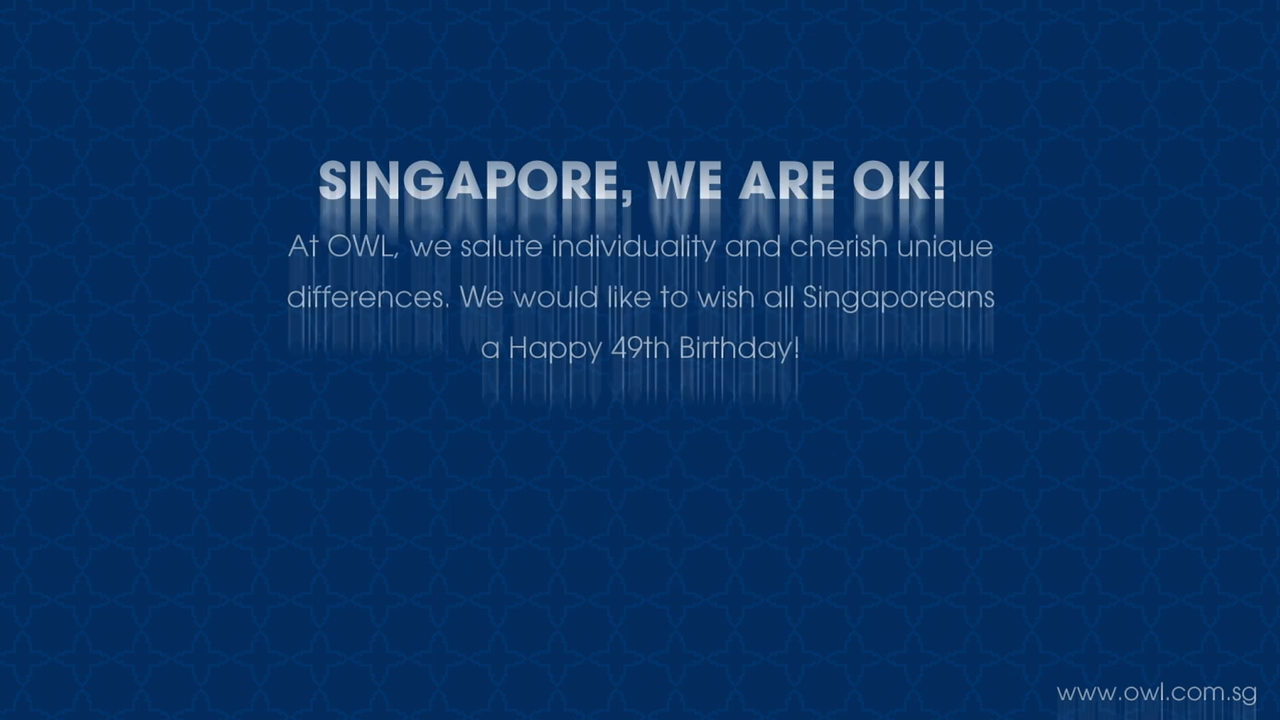 SINGAPORE, WE ARE OK!
At OWL, we salute individuality and cherish unique
differences. We would like to wish all Singaporeans
a Happy 49th Birthday!
www.owl.com.sg